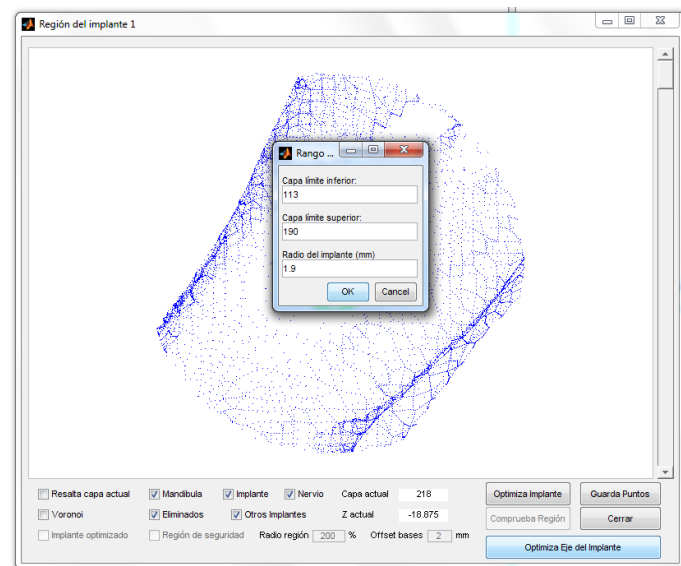 Región del implante 1
Rango ...
Capa límite inferior:
113
Capa límite superior:
190
Radio del implante (mm)
1.9
OK Cancel
Resalta capa actual Mandibula Implante Nervio Capa actual 218 Optimiza Implante Guarda Puntos
Voronoi Eliminados Otros Implantes Z actual -18.875 Comprueba Región Cerrar
Implante optimizado Región de seguridad Radio región 200 % Offset bases 2 mm Optimiza Eje del Implante